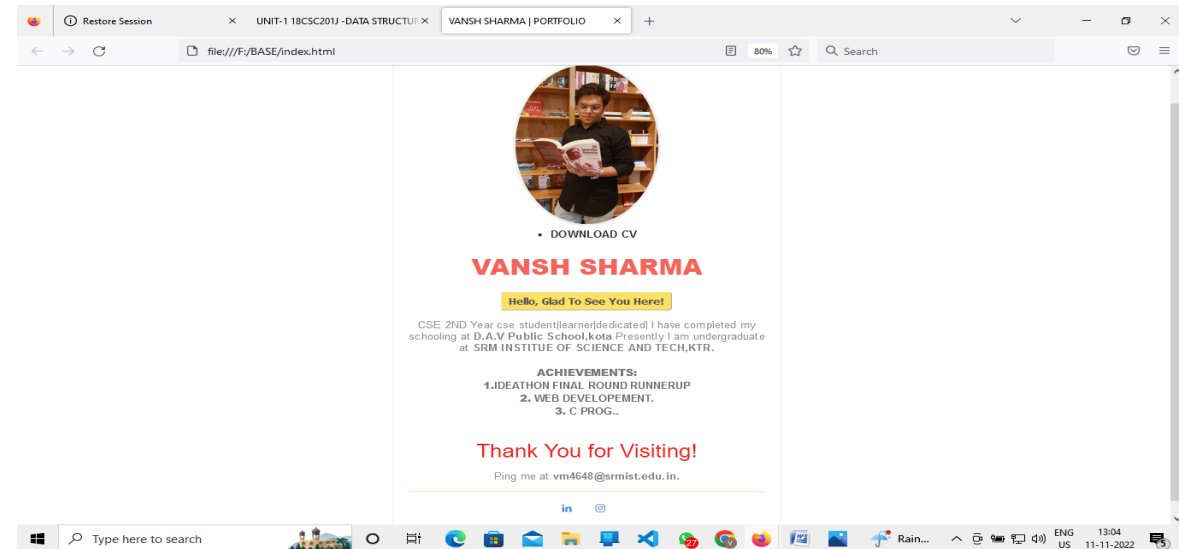 Restore Session
UNIT-1 18CSC201J -DATA STRUCTUR
VANSH SHARMA | PORTFOLIO
file:///F:/BASE/index.html
80%
Search
• DOWNLOAD CV
VANSH SHARMA
Hello, Glad To See You Here!
CSE 2ND Year cse student|learner|dedicated| I have completed my
schooling at D.A.V Public School,kota Presently I am undergraduate
at SRM INSTITUE OF SCIENCE AND TECH,KTR.
ACHIEVEMENTS:
1.IDEATHON FINAL ROUND RUNNERUP
2. WEB DEVELOPEMENT.
3. C PROG..
Thank You for Visiting!
Ping me at vm4648@srmist.edu.in.
in
Type here to search
27
Rain...
ENG
US
13:04
11-11-2022
5